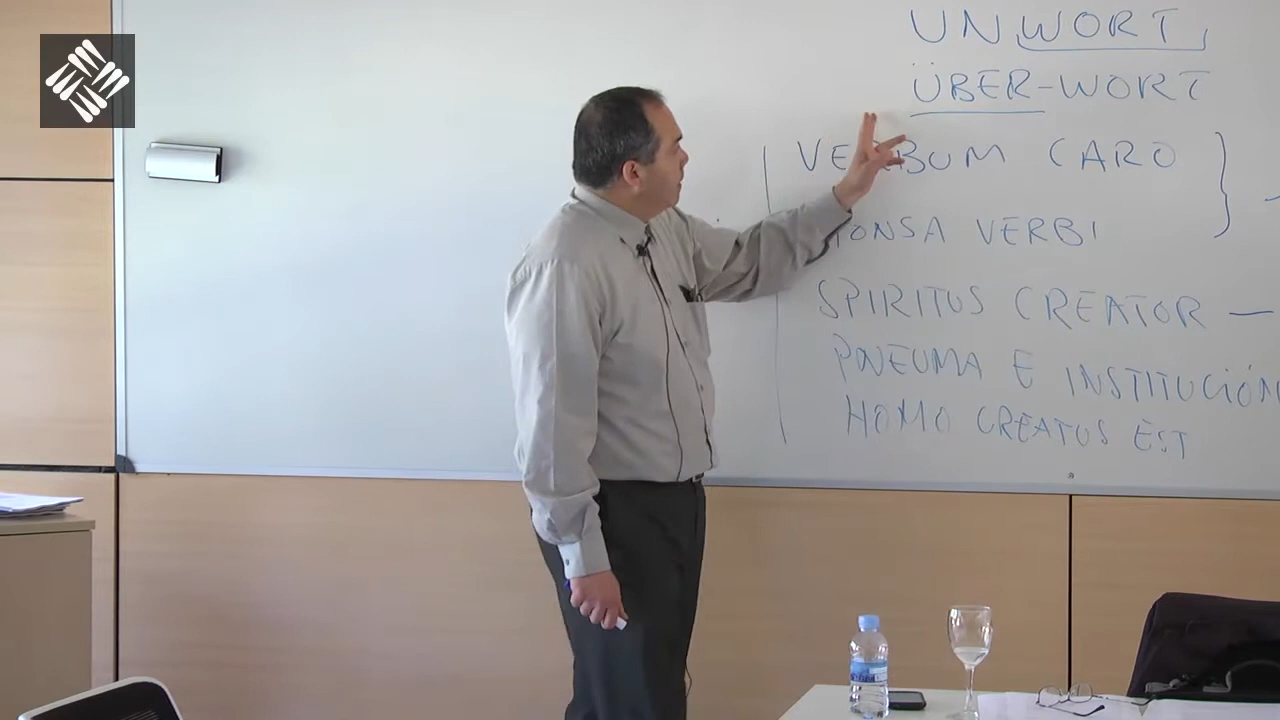 UNWORT
ÜBER-WORT
VERBUM CARO
VERBI
SPIRITUS CREATOR —
PNEUMA E INSTITUCIÓN
HOMO CREATUS EST